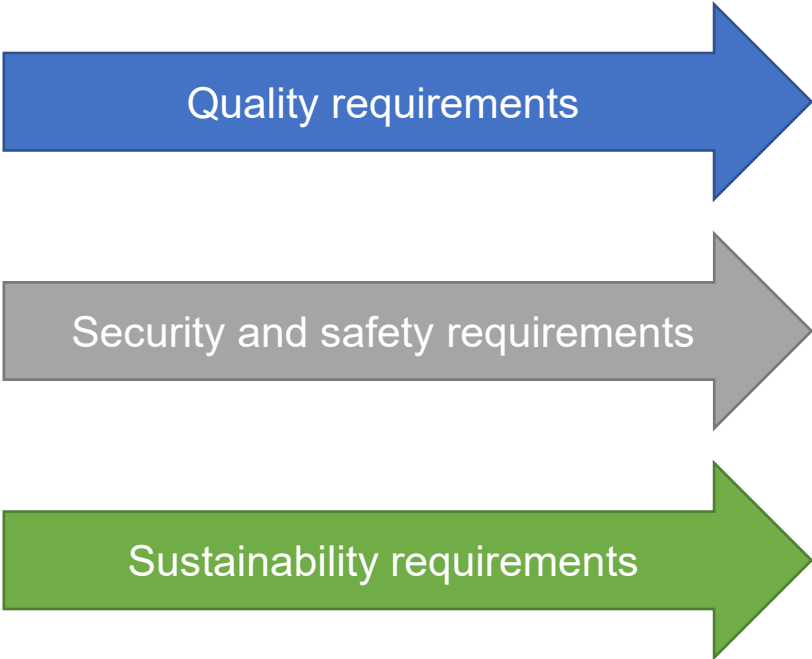 Quality requirements
Security and safety requirements
Sustainability requirements